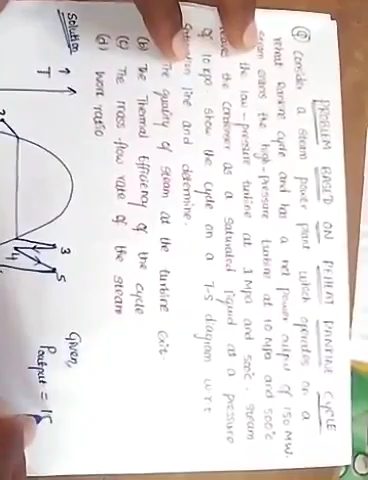 PROBLEM BASED ON REHEAT RANKINE CYCLE
Q) Consider a steam power plant which operates on a
rehat Rankine cycle and has a net power output of 150 MW.
steam enters the high-pressure turbine at 10 MPa and 500°C
the low-pressure turbine at 1 MPa and 500°C. steam
leave the condenser as a saturated liquid at a pressure
of 10 kpa. show the cycle on a T-S diagram w.r.t
line and determine.
quality of steam at the turbine exit.
(b) The Thermal Efficiency of the cycle
(c) The mass flow rate of the steam
(d) work ratio
Solution
Given,
T
3
5
Poutput = 15
4